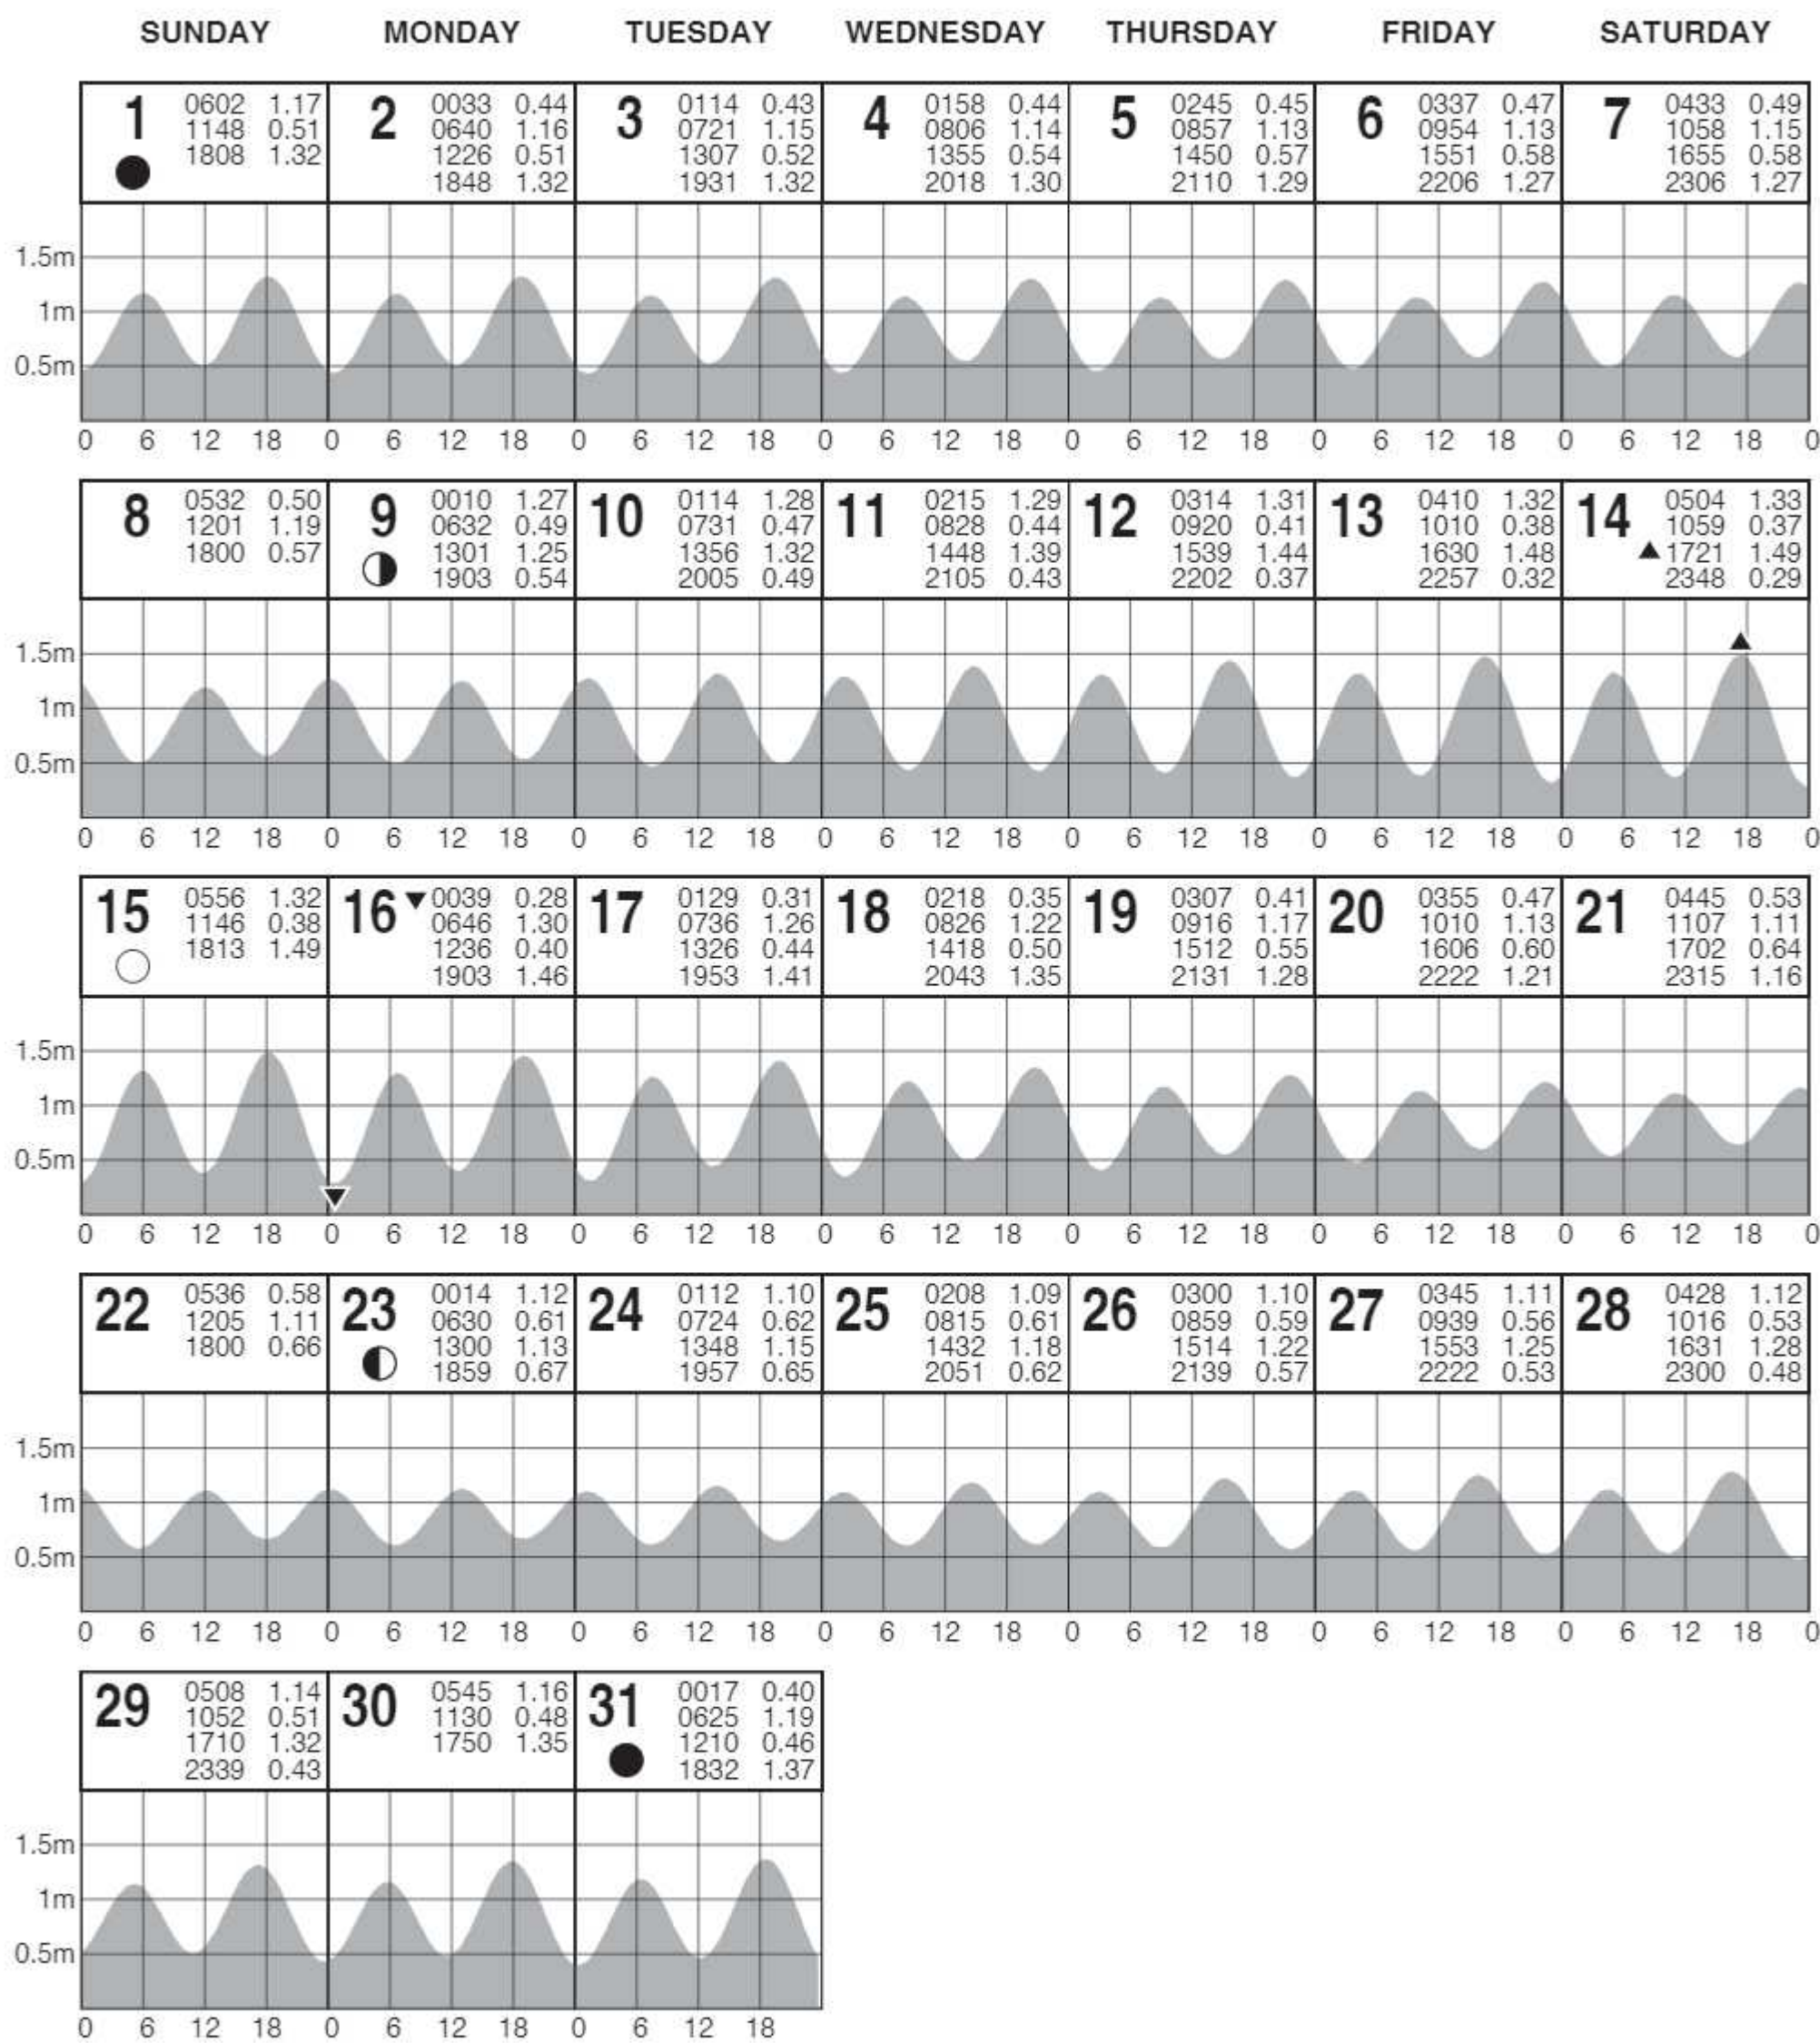 SUNDAY MONDAY TUESDAY WEDNESDAY THURSDAY FRIDAY SATURDAY
1 0602 1.17
1148 0.51
1808 1.32
2 0033 0.44
0640 1.16
1226 0.51
1848 1.32
3 0114 0.43
0721 1.15
1307 0.52
1931 1.32
4 0158 0.44
0806 1.14
1355 0.54
2018 1.30
5 0245 0.45
0857 1.13
1450 0.57
2110 1.29
6 0337 0.47
0954 1.13
1551 0.58
2206 1.27
7 0433 0.49
1058 1.15
1655 0.58
2306 1.27
1.5m
1m
0.5m
0 6 12 18 0 6 12 18 0 6 12 18 0 6 12 18 0 6 12 18 0 6 12 18 0 6 12 18 0
8 0532 0.50
1201 1.19
1800 0.57
9 0010 1.27
0632 0.49
1301 1.25
1903 0.54
10 0114 1.28
0731 0.47
1356 1.32
2005 0.49
11 0215 1.29
0828 0.44
1448 1.39
2105 0.43
12 0314 1.31
0920 0.41
1539 1.44
2202 0.37
13 0410 1.32
1010 0.38
1630 1.48
2257 0.32
14 0504 1.33
1059 0.37
▲1721 1.49
2348 0.29
1.5m
1m
0.5m
0 6 12 18 0 6 12 18 0 6 12 18 0 6 12 18 0 6 12 18 0 6 12 18 0 6 12 18 0
15 0556 1.32
1146 0.38
1813 1.49
16 ▼0039 0.28
0646 1.30
1236 0.40
1903 1.46
17 0129 0.31
0736 1.26
1326 0.44
1953 1.41
18 0218 0.35
0826 1.22
1418 0.50
2043 1.35
19 0307 0.41
0916 1.17
1512 0.55
2131 1.28
20 0355 0.47
1010 1.13
1606 0.60
2222 1.21
21 0445 0.53
1107 1.11
1702 0.64
2315 1.16
1.5m
1m
0.5m
0 6 12 18 0 6 12 18 0 6 12 18 0 6 12 18 0 6 12 18 0 6 12 18 0 6 12 18 0
22 0536 0.58
1205 1.11
1800 0.66
23 0014 1.12
0630 0.61
1300 1.13
1859 0.67
24 0112 1.10
0724 0.62
1348 1.15
1957 0.65
25 0208 1.09
0815 0.61
1432 1.18
2051 0.62
26 0300 1.10
0859 0.59
1514 1.22
2139 0.57
27 0345 1.11
0939 0.56
1553 1.25
2222 0.53
28 0428 1.12
1016 0.53
1631 1.28
2300 0.48
1.5m
1m
0.5m
0 6 12 18 0 6 12 18 0 6 12 18 0 6 12 18 0 6 12 18 0 6 12 18 0 6 12 18 0
29 0508 1.14
1052 0.51
1710 1.32
2339 0.43
30 0545 1.16
1130 0.48
1750 1.35
31 0017 0.40
0625 1.19
1210 0.46
1832 1.37
1.5m
1m
0.5m
0 6 12 18 0 6 12 18 0 6 12 18